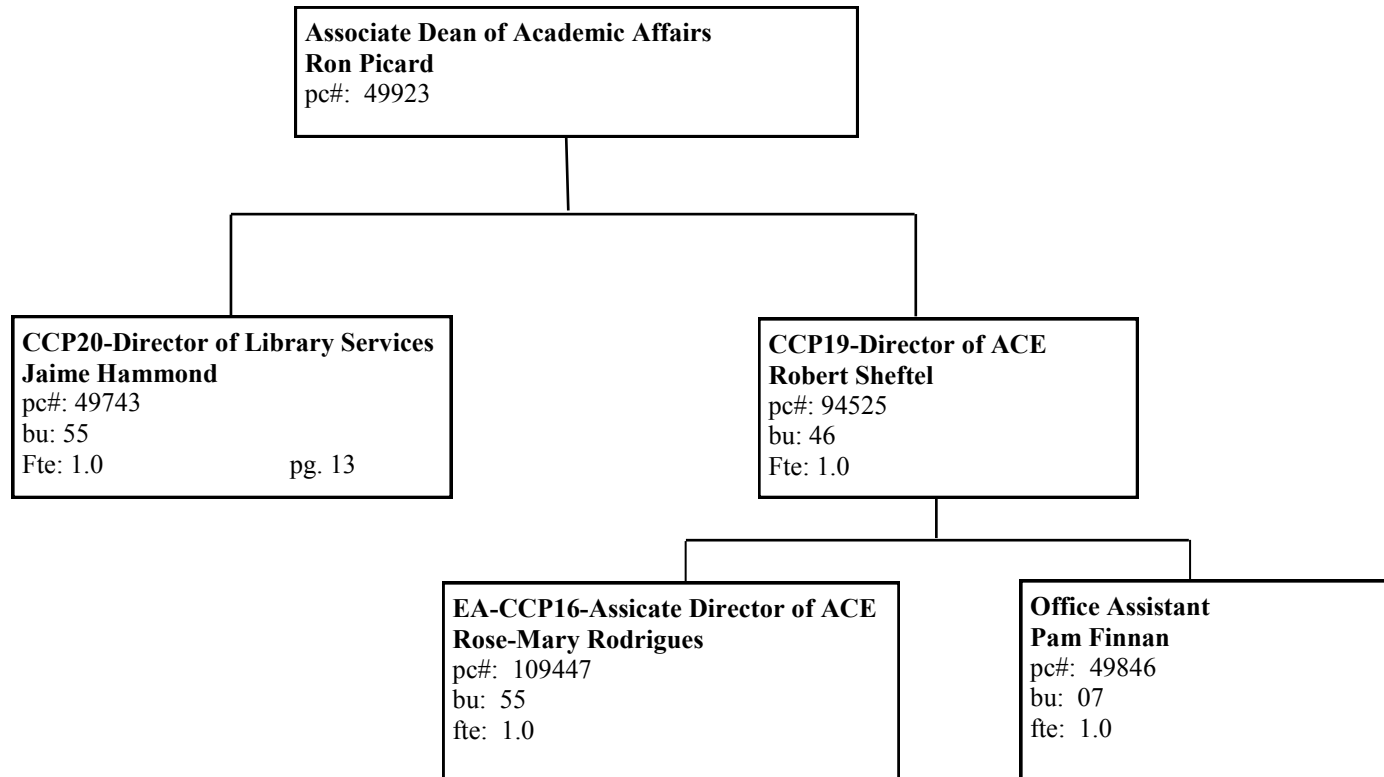 Associate Dean of Academic Affairs
Ron Picard
pc#: 49923
CCP20-Director of Library Services
Jaime Hammond
pc#: 49743
bu: 55
Fte: 1.0 pg. 13
CCP19-Director of ACE
Robert Sheftel
pc#: 94525
bu: 46
Fte: 1.0
EA-CCP16-Assicate Director of ACE
Rose-Mary Rodrigues
pc#: 109447
bu: 55
fte: 1.0
Office Assistant
Pam Finnan
pc#: 49846
bu: 07
fte: 1.0